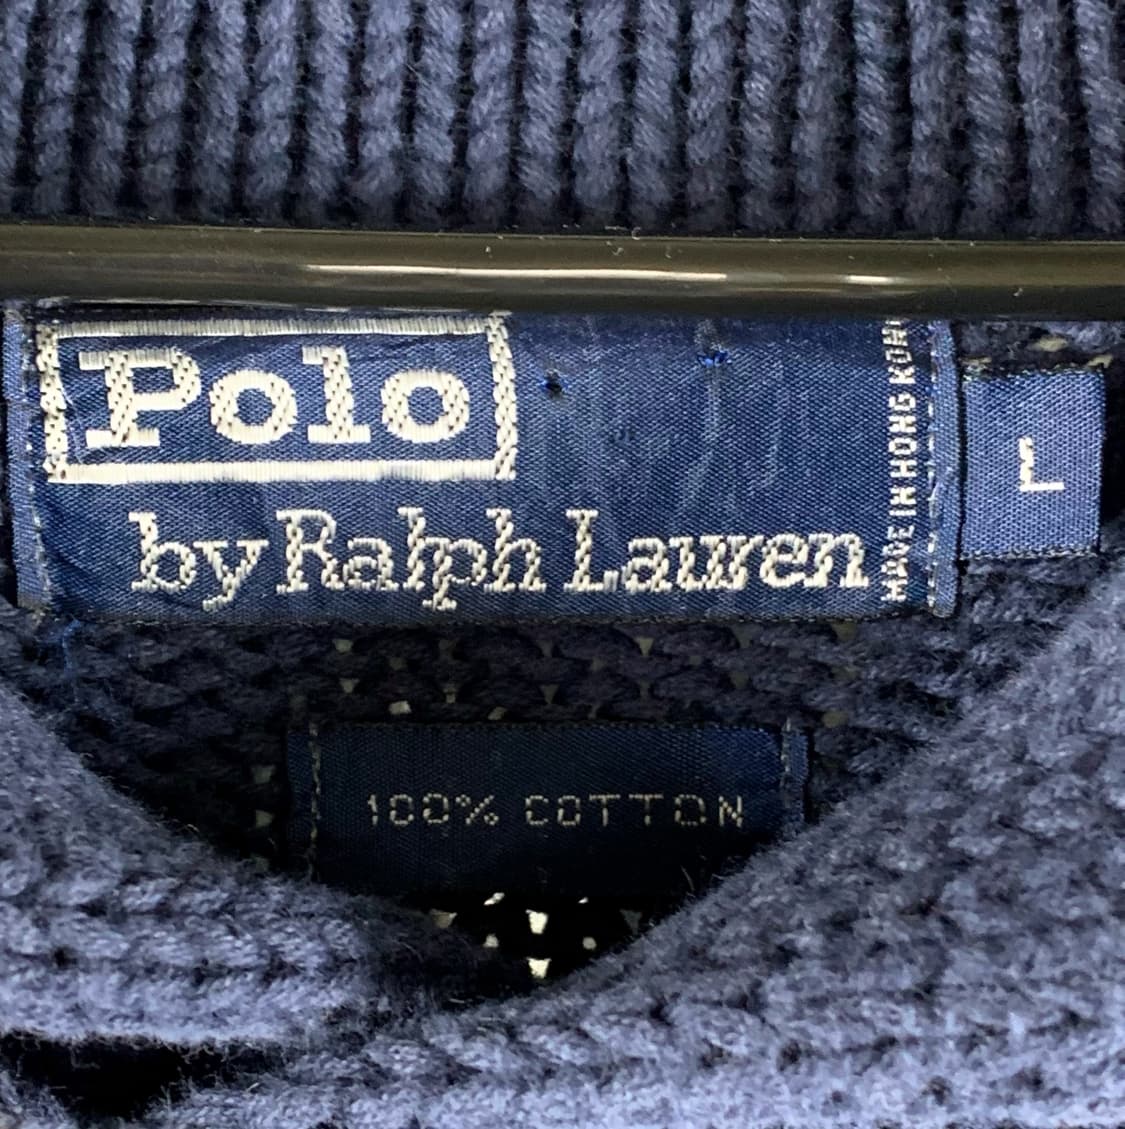 Polo
by Ralph Lauren
MADE IN HONG KONG
L
100% COTTON